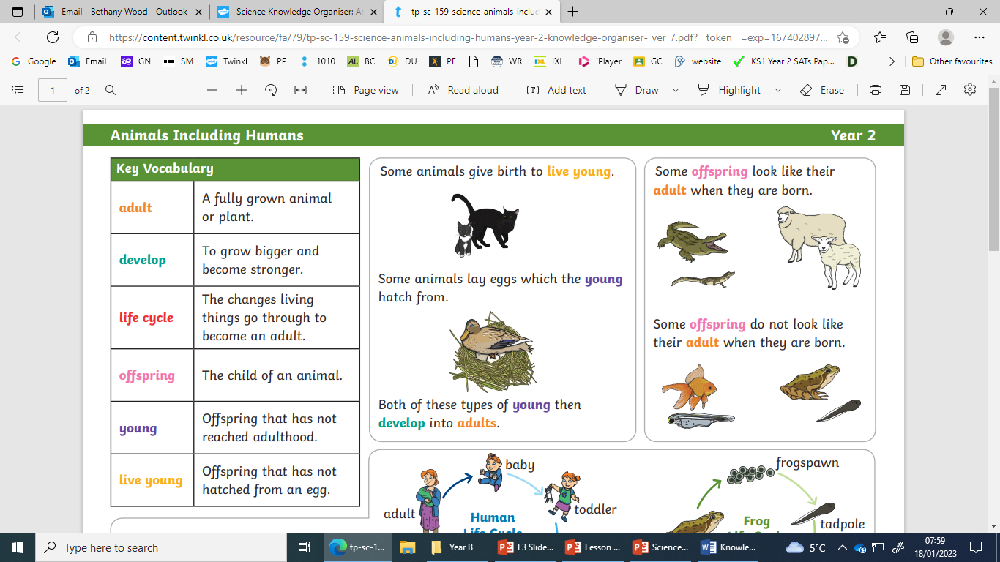 Email - Bethany Wood - Outlook
Science Knowledge Organiser: A
tp-sc-159-science-animals-includ
https://content.twinkl.co.uk/resource/fa/79/tp-sc-159-science-animals-including-humans-year-2-knowledge-organiser-_ver_7.pdf?__token__=exp=167402897...
Google Email GN SM Twinkl PP 1010 BC DU PE WR IXL iPlayer GC website KS1 Year 2 SATs Pap... D Other favourites
1 of 2 Page view Read aloud Add text Draw Highlight Erase
Animals Including Humans Year 2
Key Vocabulary
adult
A fully grown animal
or plant.
develop
To grow bigger and
become stronger.
life cycle
The changes living
things go through to
become an adult.
offspring
The child of an animal.
young
Offspring that has not
reached adulthood.
live young
Offspring that has not
hatched from an egg.
Some animals give birth to live young.
Some animals lay eggs which the young
hatch from.
Both of these types of young then
develop into adults.
Some offspring look like their
adult when they are born.
Some offspring do not look like
their adult when they are born.
baby
toddler
adult
Human
Life Cycle
frogspawn
tadpole
Frog
Type here to search
tp-sc-1... Year B L3 Slide... Lesson ... Science... Knowle... 5°C
07:59
18/01/2023